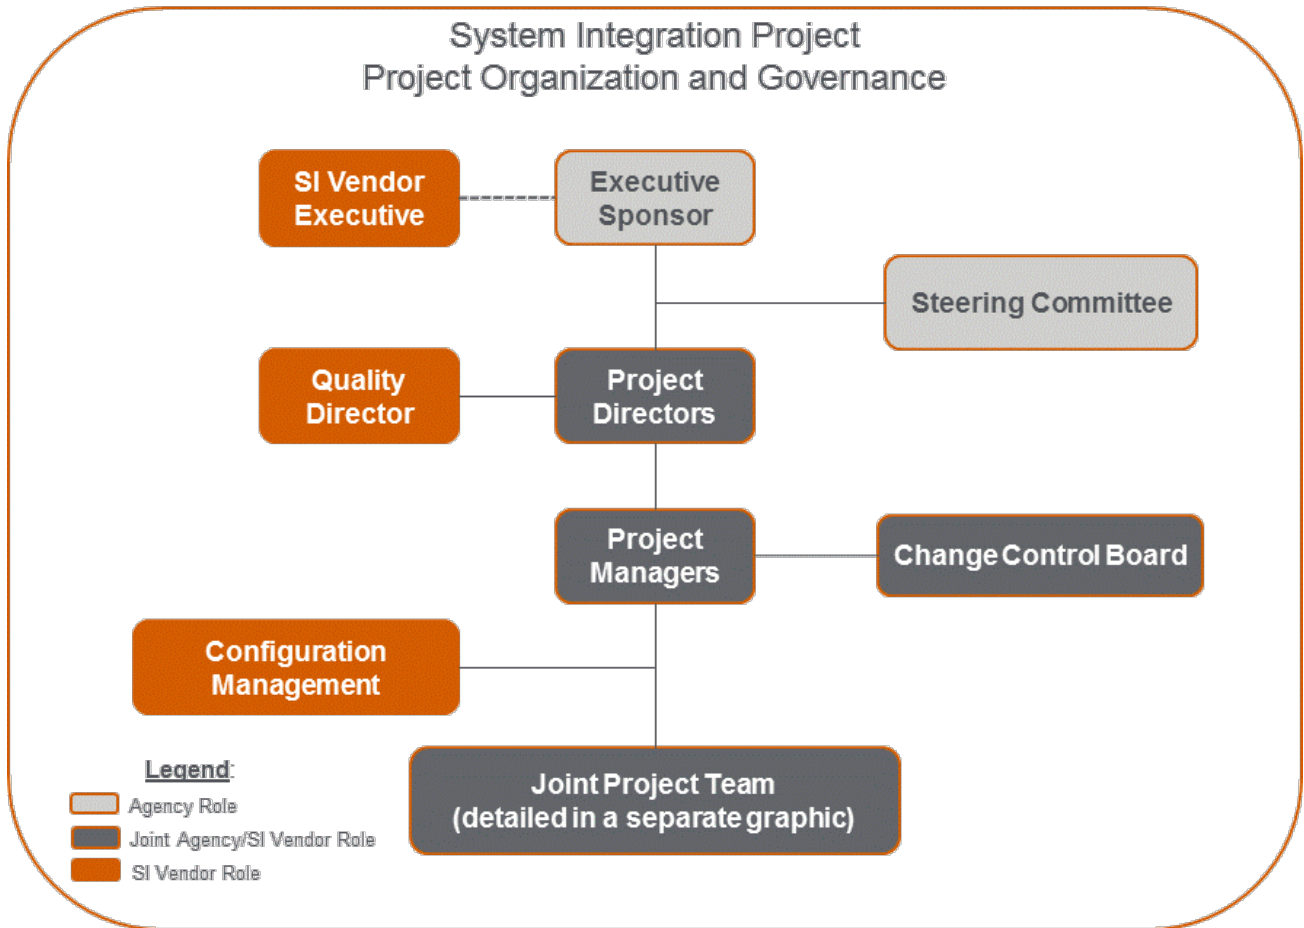 System Integration Project
Project Organization and Governance
SI Vendor
Executive
Executive
Sponsor
Steering Committee
Quality
Director
Project
Directors
Project
Managers
Change Control Board
Configuration
Management
Joint Project Team
(detailed in a separate graphic)
Legend:
Agency Role
Joint Agency/SI Vendor Role
SI Vendor Role